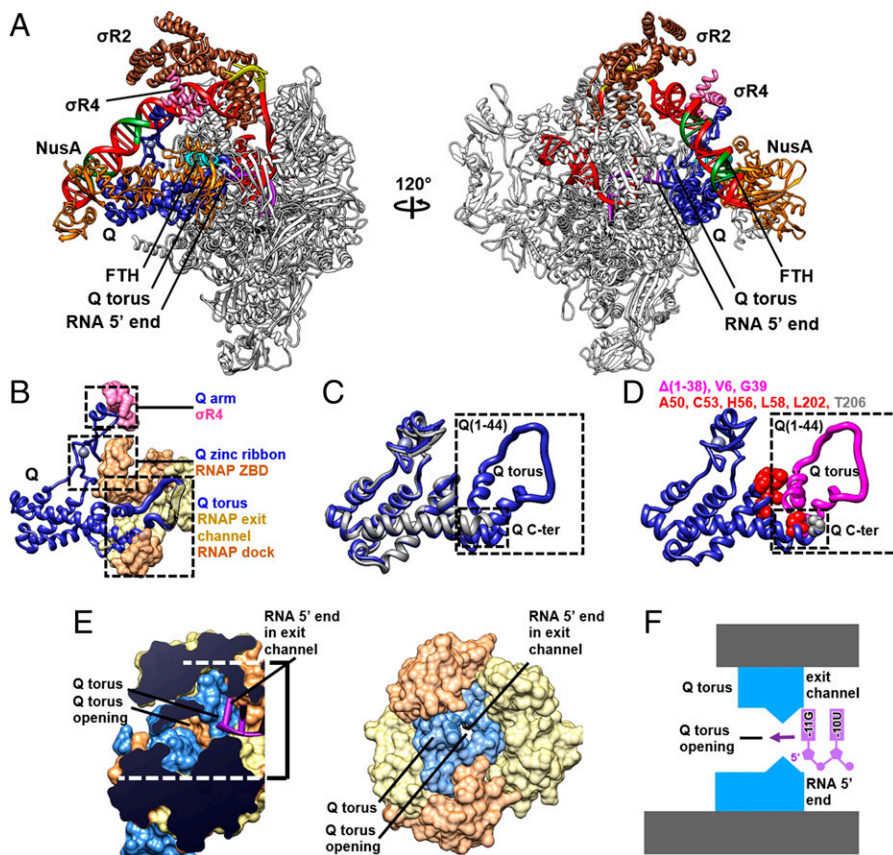 A
σR2
σR4
NusA
Q
FTH
Q torus
RNA 5' end
120°
σR2
σR4
NusA
Q
FTH
Q torus
RNA 5' end
B
Q arm
σR4
Q
Q zinc ribbon
RNAP ZBD
Q torus
RNAP exit
channel
RNAP dock
C
Q(1-44)
Q torus
Q C-ter
D
Δ(1-38), V6, G39
A50, C53, H56, L58, L202, T206
Q(1-44)
Q torus
Q C-ter
E
RNA 5' end
in exit
channel
Q torus
Q torus
opening
RNA 5' end
in exit channel
Q torus
Q torus
opening
F
Q torus
exit
channel
Q torus
opening
-11G
-10U
5'
RNA 5'
end